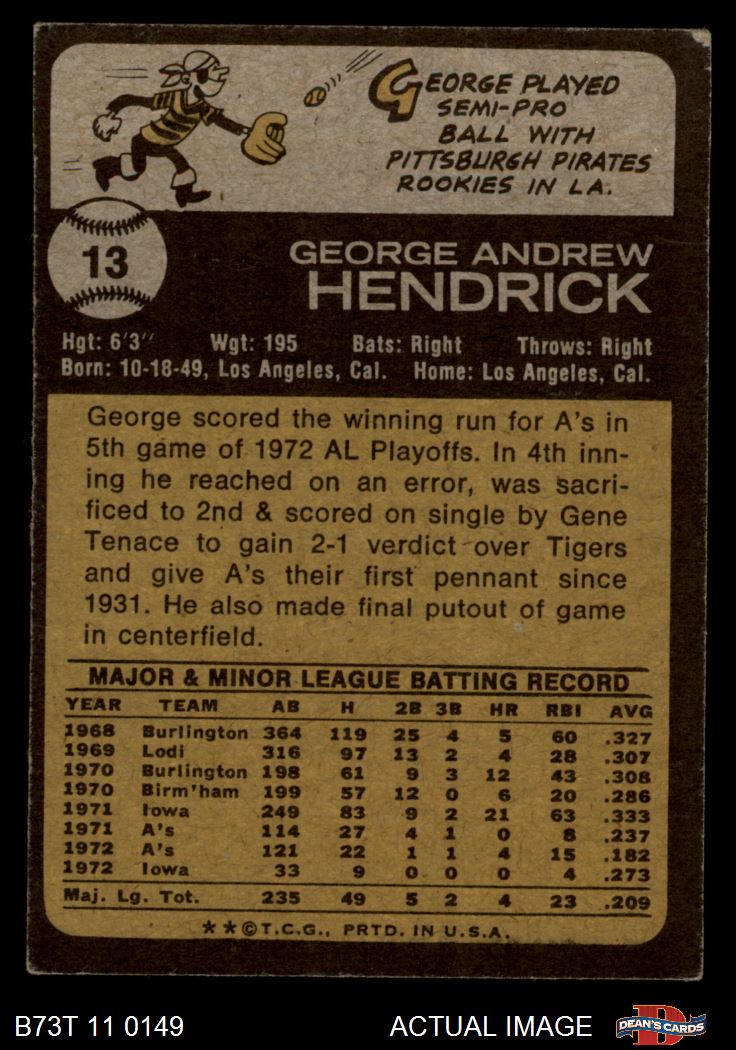 GEORGE PLAYED
SEMI-PRO
BALL WITH
PITTSBURGH PIRATES
ROOKIES IN L.A.
13
GEORGE ANDREW
HENDRICK
Hgt: 6'3" Wgt: 195 Bats: Right Throws: Right
Born: 10-18-49, Los Angeles, Cal. Home: Los Angeles, Cal.
George scored the winning run for A's in
5th game of 1972 AL Playoffs. In 4th inn-
ing he reached on an error, was sacri-
ficed to 2nd & scored on single by Gene
Tenace to gain 2-1 verdict over Tigers
and give A's their first pennant since
1931. He also made final putout of game
in centerfield.
MAJOR & MINOR LEAGUE BATTING RECORD
YEAR TEAM AB H 2B 3B HR RBI AVG
1968 Burlington 364 119 25 4 5 60 .327
1969 Lodi 316 97 13 2 4 28 .307
1970 Burlington 198 61 9 3 12 43 .308
1970 Birm'ham 199 57 12 0 6 20 .286
1971 Iowa 249 83 9 2 21 63 .333
1971 A's 114 27 4 1 0 8 .237
1972 A's 121 22 1 1 4 15 .182
1972 Iowa 33 9 0 0 0 4 .273
Maj. Lg. Tot. 235 49 5 2 4 23 .209
**©T.C.G., PRTD. IN U.S.A.
B73T 11 0149 ACTUAL IMAGE D DEAN'S CARDS